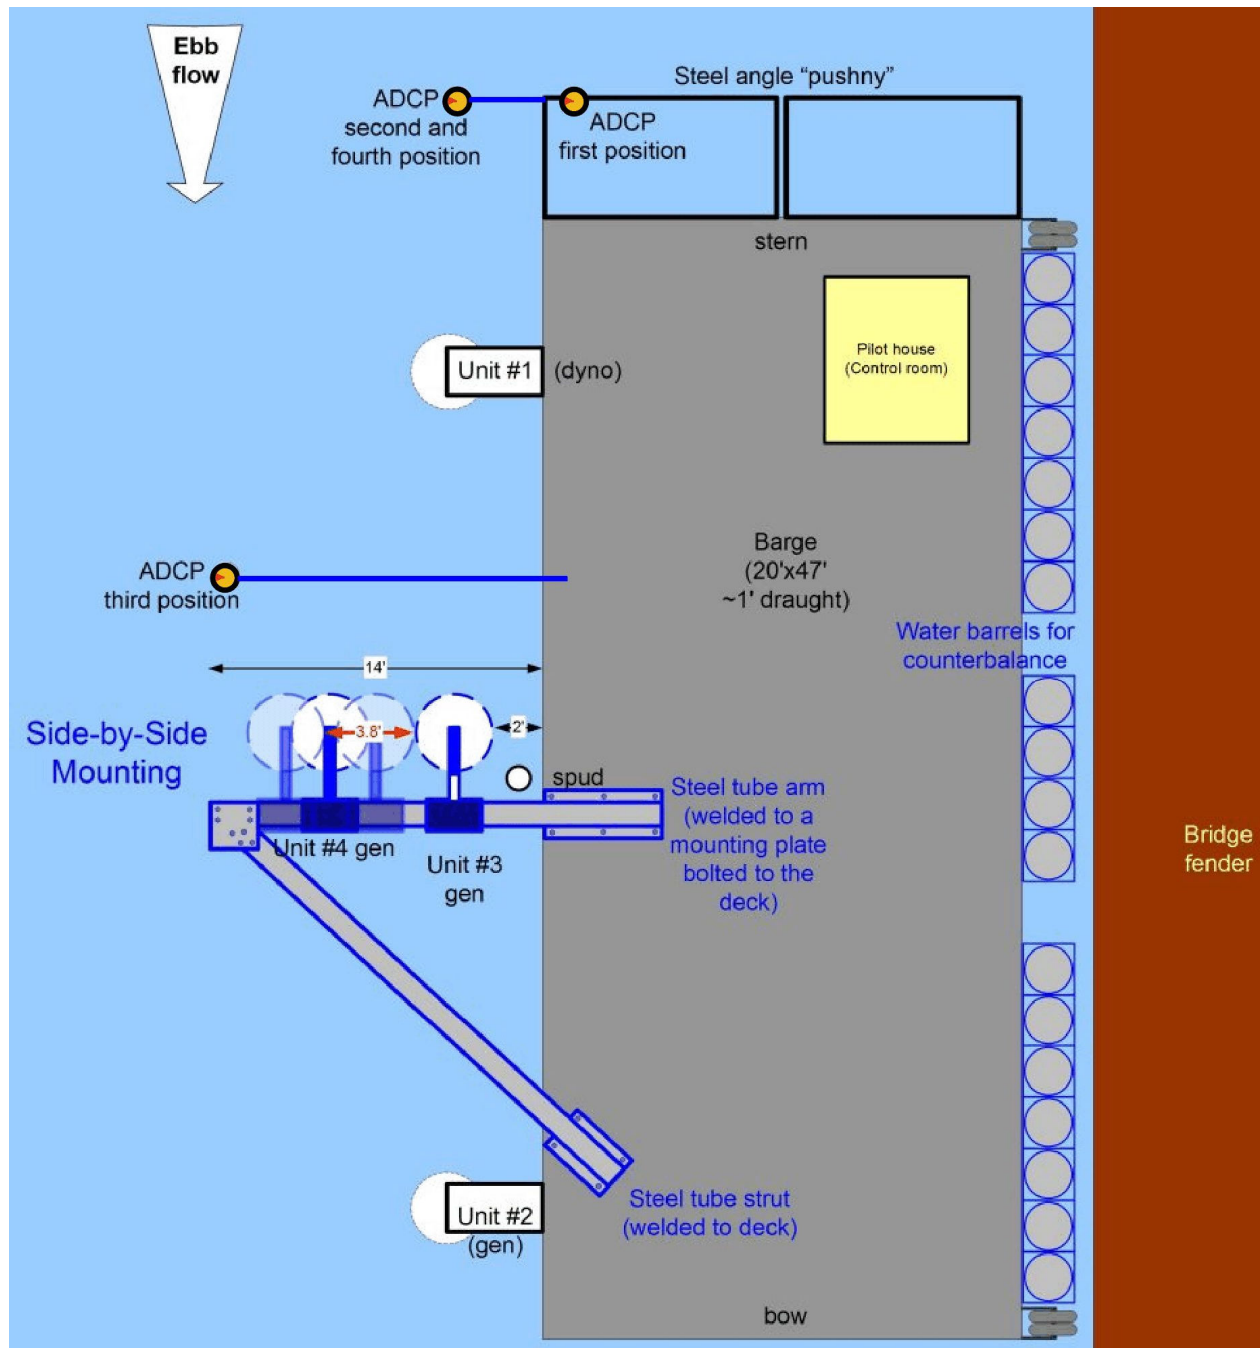 Ebb
flow
Steel angle “pushny”
ADCP
second and
fourth position
ADCP
first position
stern
Pilot house
(Control room)
Unit #1
(dyno)
Barge
(20'x47'
~1' draught)
ADCP
third position
Water barrels for
counterbalance
14'
Side-by-Side
Mounting
3.8'
2'
spud
Steel tube arm
(welded to a
mounting plate
bolted to the
deck)
Unit #4 gen
Unit #3
gen
Bridge
fender
Steel tube strut
(welded to deck)
Unit #2
(gen)
bow